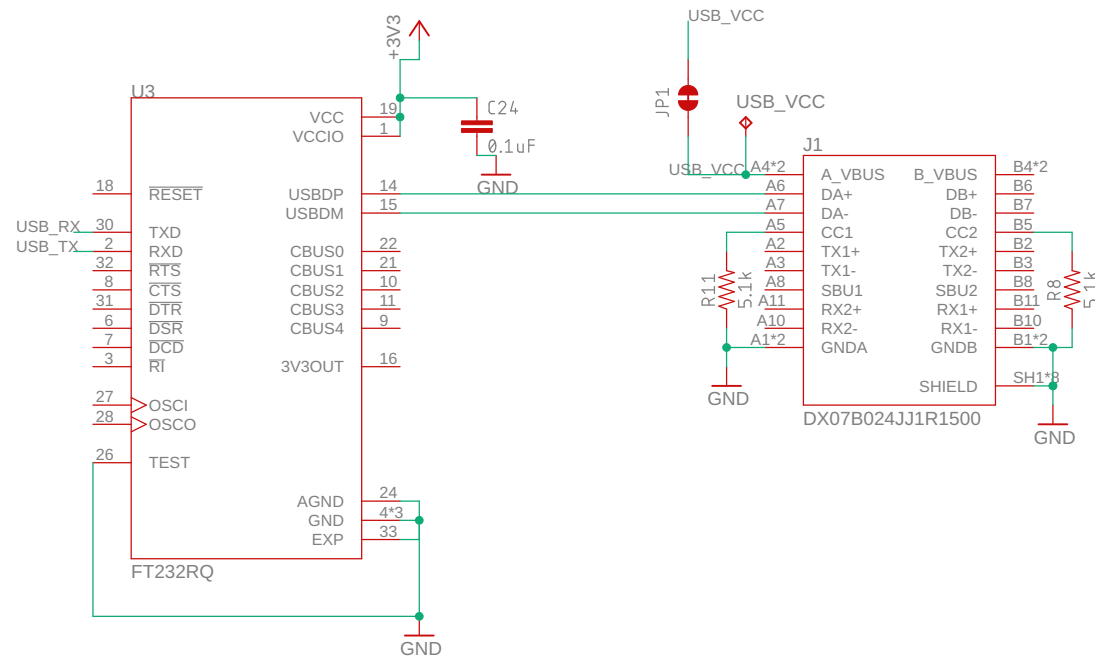 USB_VCC
+3V3
JP1
USB_VCC
U3
C24
0.1uF
GND
J1
USB_VCC
VCC 19
VCCIO 1
18 RESET
USBDP 14
USBDM 15
USB_RX 30 TXD
USB_TX 2 RXD
CBUS0 22
32 RTS
CBUS1 21
8 CTS
CBUS2 10
31 DTR
CBUS3 11
6 DSR
CBUS4 9
7 DCD
3 RI
3V3OUT 16
27 OSCI
28 OSCO
26 TEST
AGND 24
GND 4*3
EXP 33
FT232RQ
GND
A4*2 A_VBUS B_VBUS B4*2
A6 DA+ DB+ B6
A7 DA- DB- B7
A5 CC1 CC2 B5
A2 TX1+ TX2+ B2
A3 TX1- TX2- B3
A8 SBU1 SBU2 B8
A11 RX2+ RX1+ B11
A10 RX2- RX1- B10
A1*2 GNDA GNDB B1*2
SHIELD SH1*8
R11
5.1k
R8
5.1k
GND
DX07B024JJ1R1500
GND